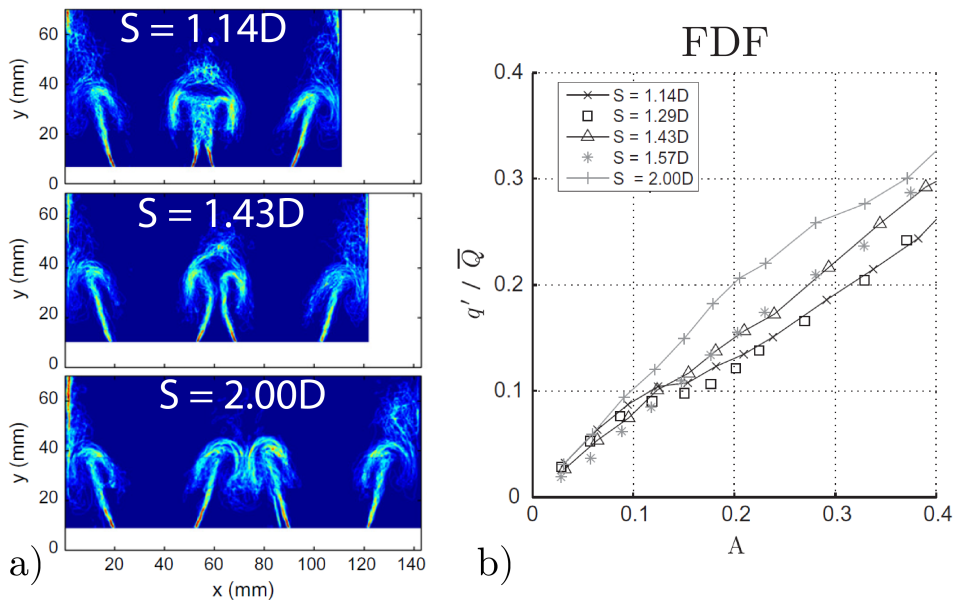 S = 1.14D
y (mm)
60
40
20
0
S = 1.43D
y (mm)
60
40
20
0
S = 2.00D
y (mm)
60
40
20
0
20 40 60 80 100 120 140
x (mm)
a)
FDF
q′ / Q̅
0.4
0.3
0.2
0.1
0
S = 1.14D
S = 1.29D
S = 1.43D
S = 1.57D
S = 2.00D
0 0.1 0.2 0.3 0.4
A
b)